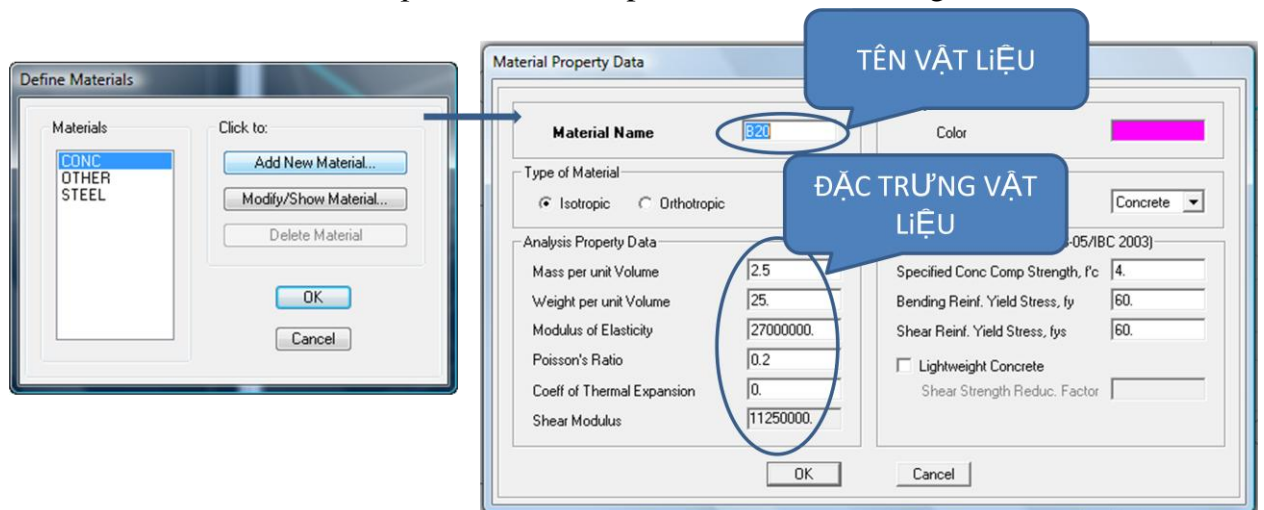 Define Materials
Materials
CONC
OTHER
STEEL
Click to:
Add New Material...
Modify/Show Material...
Delete Material
OK
Cancel
Material Property Data
TÊN VẬT LiỆU
Material Name
B20
Color
Type of Material
Isotropic
Orthotropic
ĐẶC TRƯNG VẬT
LiỆU
Concrete
Analysis Property Data
-05/IBC 2003)
Mass per unit Volume
2.5
Specified Conc Comp Strength, f'c
4.
Weight per unit Volume
25.
Bending Reinf. Yield Stress, fy
60.
Modulus of Elasticity
27000000.
Shear Reinf. Yield Stress, fys
60.
Poisson's Ratio
0.2
Lightweight Concrete
Coeff of Thermal Expansion
0.
Shear Strength Reduc. Factor
Shear Modulus
11250000.
OK
Cancel